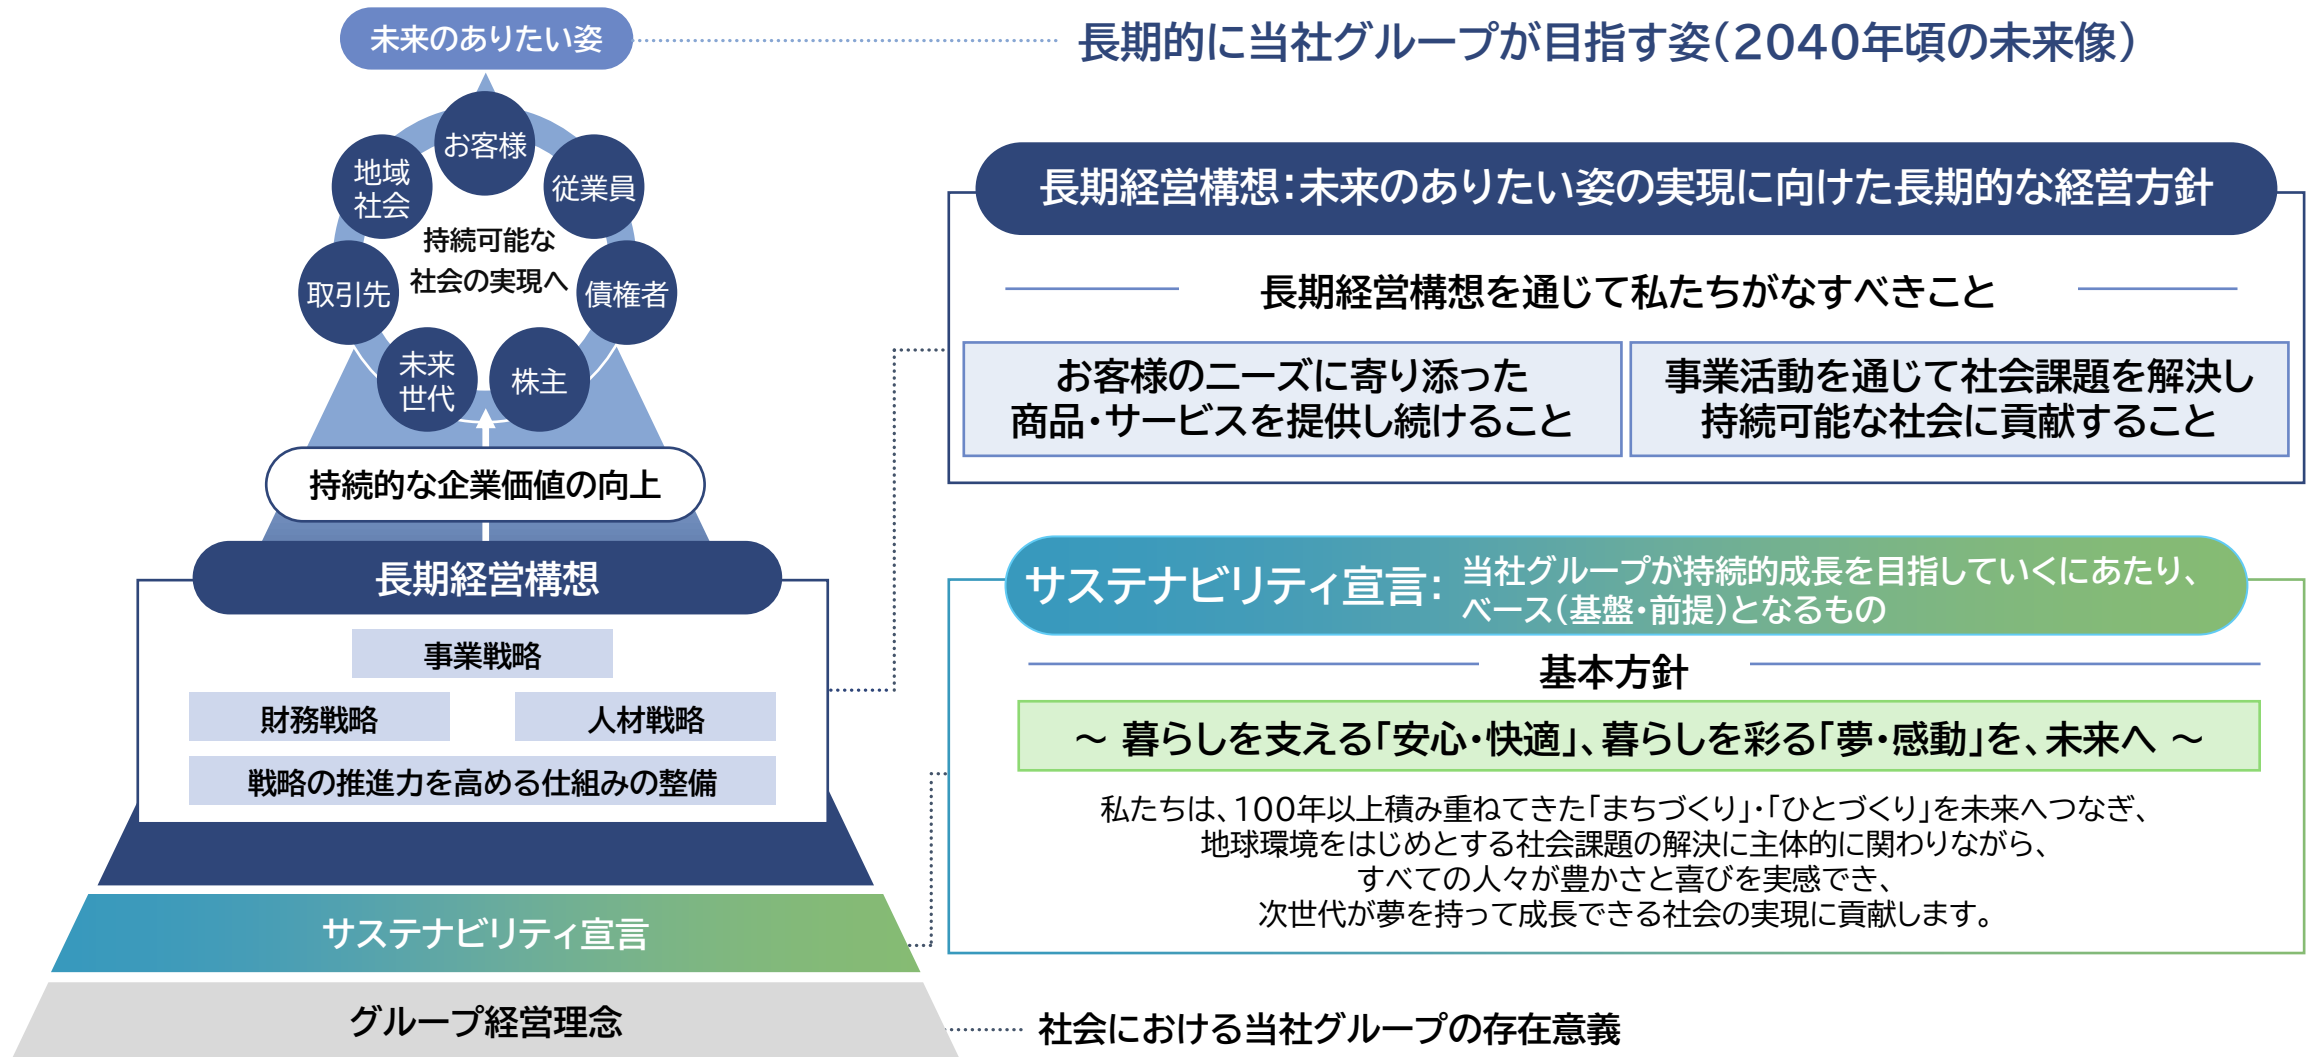 未来のありたい姿
長期的に当社グループが目指す姿（2040年頃の未来像）
お客様
地域
社会
従業員
持続可能な
社会の実現へ
取引先
債権者
未来
世代
株主
持続的な企業価値の向上
長期経営構想
事業戦略
財務戦略
人材戦略
戦略の推進力を高める仕組みの整備
サステナビリティ宣言
グループ経営理念
長期経営構想：未来のありたい姿の実現に向けた長期的な経営方針
長期経営構想を通じて私たちがなすべきこと
お客様のニーズに寄り添った
商品・サービスを提供し続けること
事業活動を通じて社会課題を解決し
持続可能な社会に貢献すること
サステナビリティ宣言：
当社グループが持続的成長を目指していくにあたり、
ベース（基盤・前提）となるもの
基本方針
～ 暮らしを支える「安心・快適」、暮らしを彩る「夢・感動」を、未来へ ～
私たちは、100年以上積み重ねてきた「まちづくり」・「ひとづくり」を未来へつなぎ、
地球環境をはじめとする社会課題の解決に主体的に関わりながら、
すべての人々が豊かさと喜びを実感でき、
次世代が夢を持って成長できる社会の実現に貢献します。
社会における当社グループの存在意義